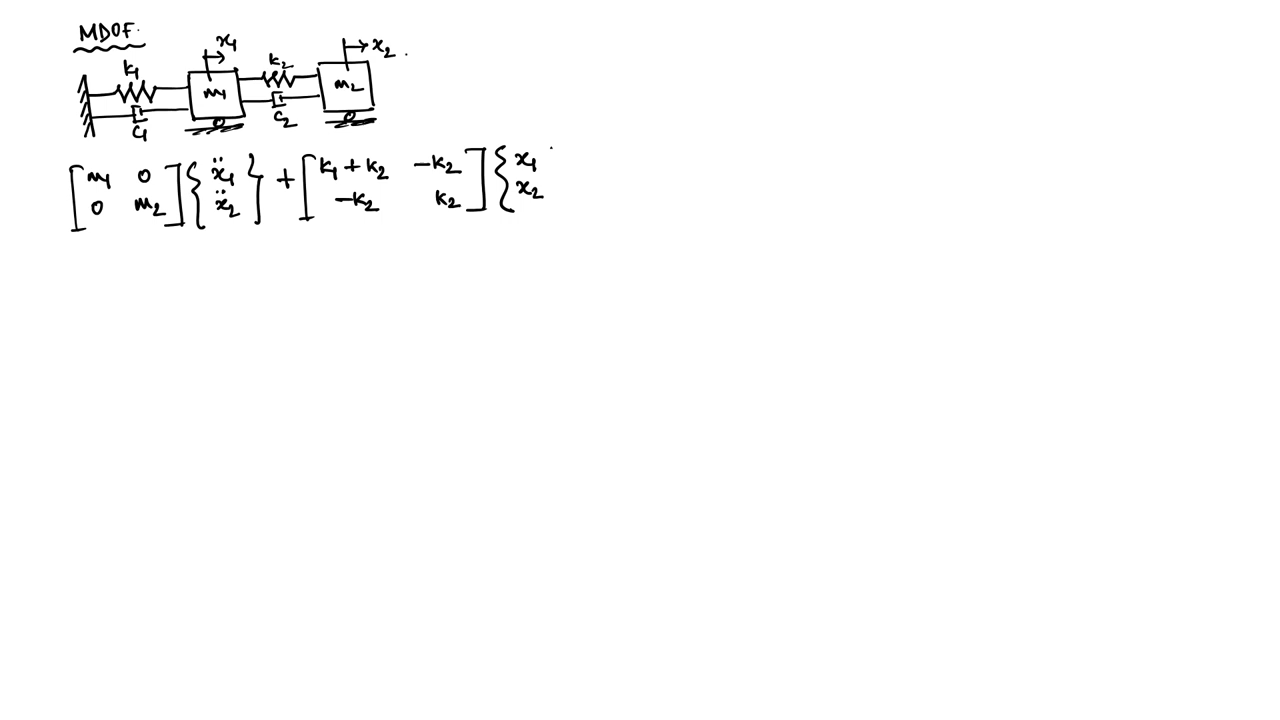 MDOF.
x₁
x₂
k₁
k₂
m₁
m₂
c₁
c₂
[m₁ 0] {ẍ₁} + [k₁ + k₂ -k₂] {x₁
[0 m₂] {ẍ₂} [-k₂ k₂] {x₂